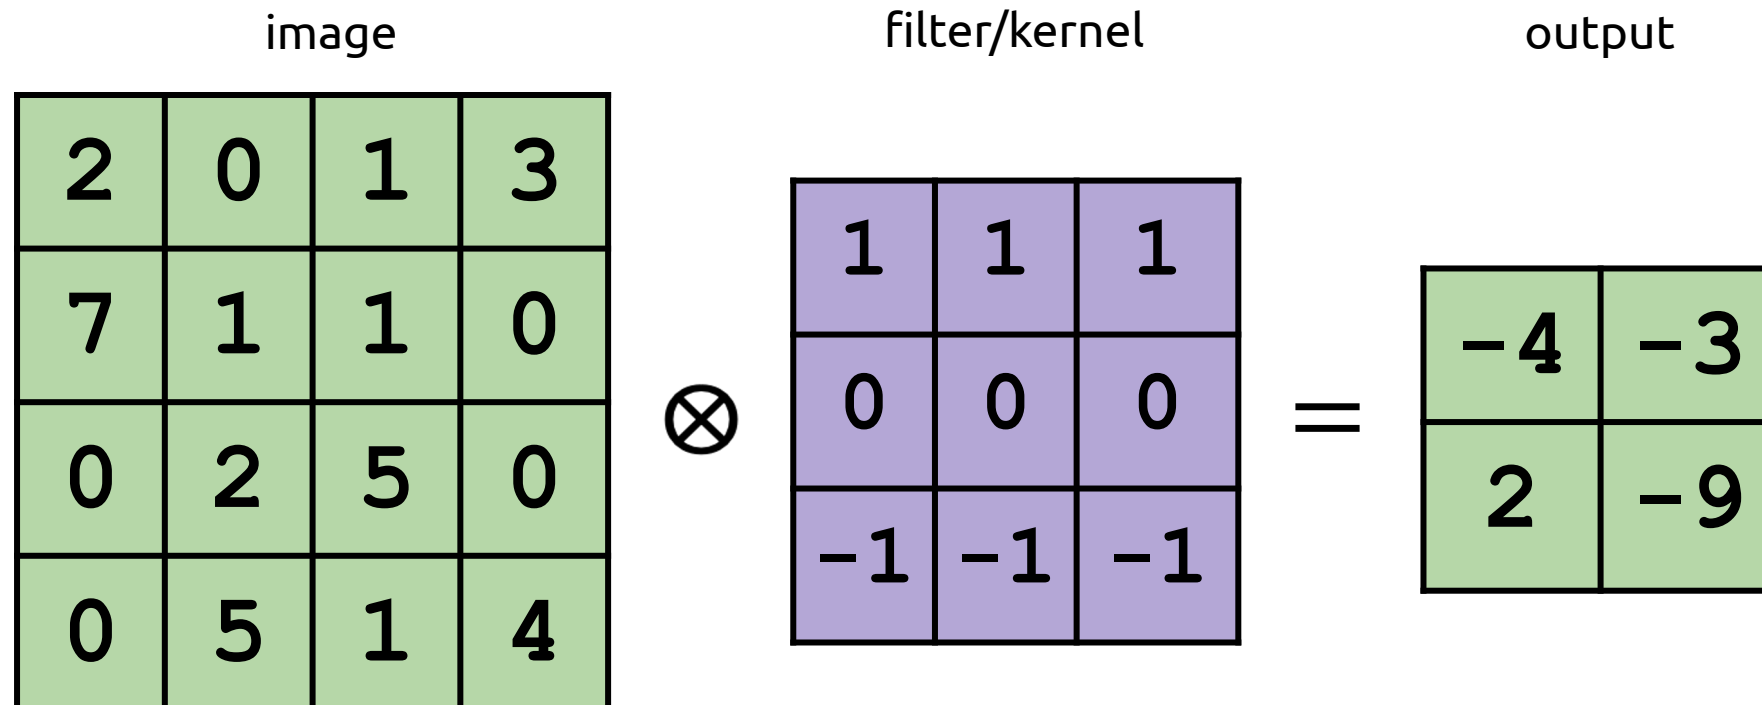 image filter/kernel output
2 0 1 3
7 1 1 0
0 2 5 0
0 5 1 4
⊗
1 1 1
0 0 0
-1 -1 -1
=
-4 -3
2 -9